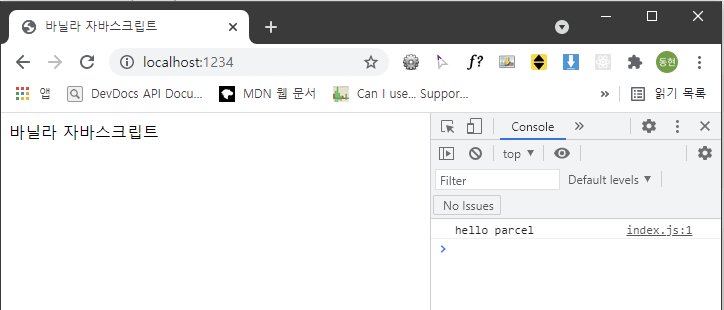 바닐라 자바스크립트
localhost:1234
f?
동현
앱
DevDocs API Docu...
MDN 웹 문서
Can I use... Suppor...
읽기 목록
바닐라 자바스크립트
Console
top
Filter
Default levels
No Issues
hello parcel index.js:1